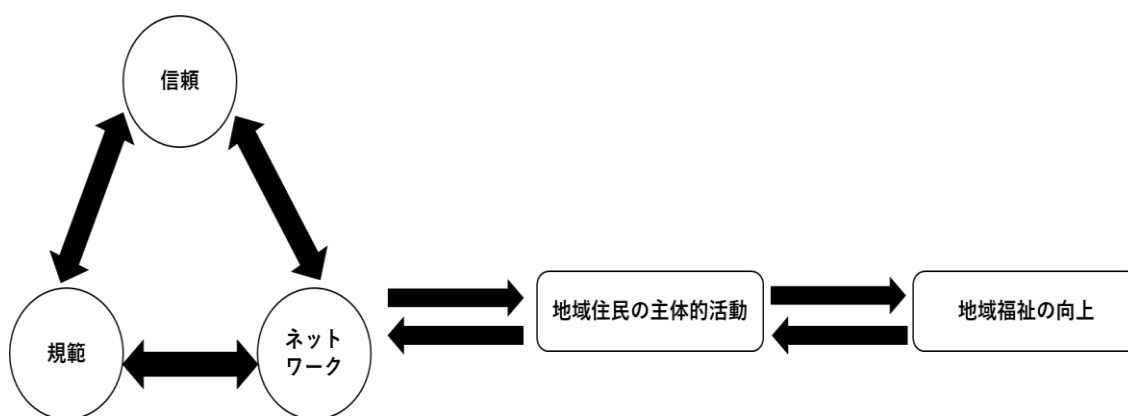 信頼
規範
ネット
ワーク
地域住民の主体的活動
地域福祉の向上